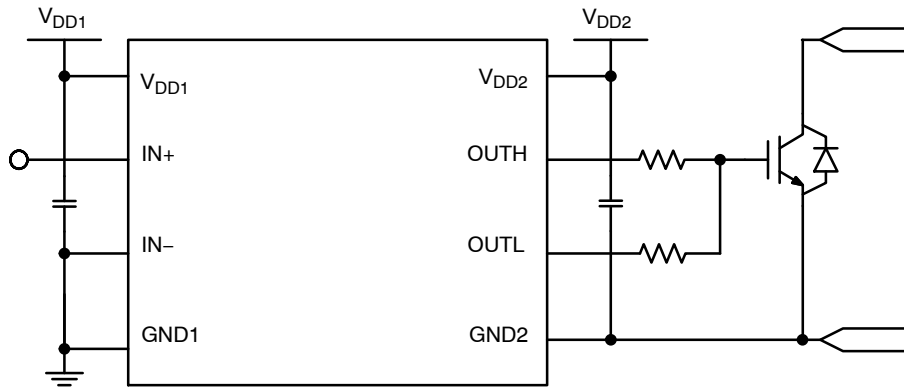 VDD1
VDD2
VDD1
VDD2
IN+
OUTH
IN−
OUTL
GND1
GND2